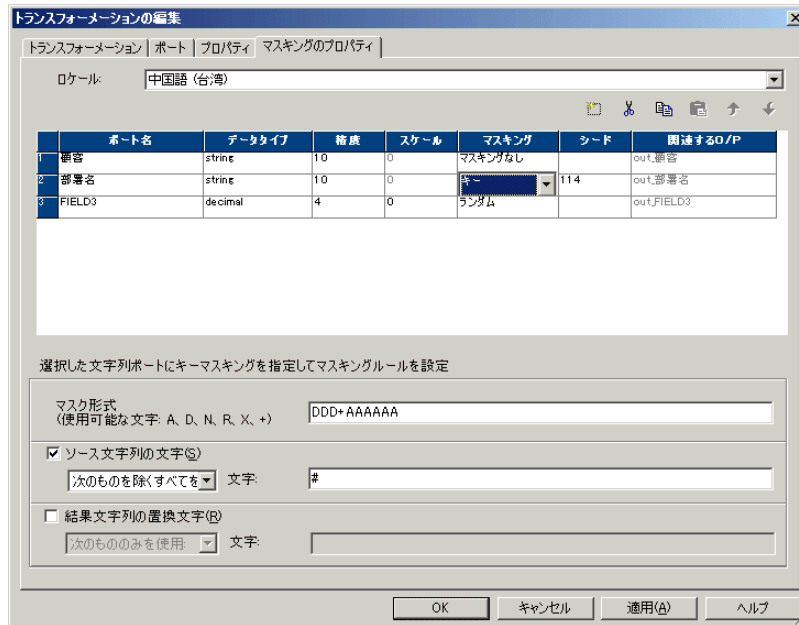 トランスフォーメーションの編集
トランスフォーメーション ポート プロパティ マスキングのプロパティ
ロケール: 中国語 (台湾)
ポート名 データタイプ 精度 スケール マスキング シード 関連するO/P
1 顧客 string 10 0 マスキングなし out_顧客
2 部署名 string 10 0 キー 114 out_部署名
3 FIELD3 decimal 4 0 ランダム out_FIELD3
選択した文字列ポートにキーマスキングを指定してマスキングルールを設定
マスク形式
(使用可能な文字: A、D、N、R、X、+) DDD+AAAAAA
ソース文字列の文字(S)
次のものを除くすべてを 文字: #
結果文字列の置換文字(R)
次のもののみを使用: 文字:
OK キャンセル 適用(A) ヘルプ